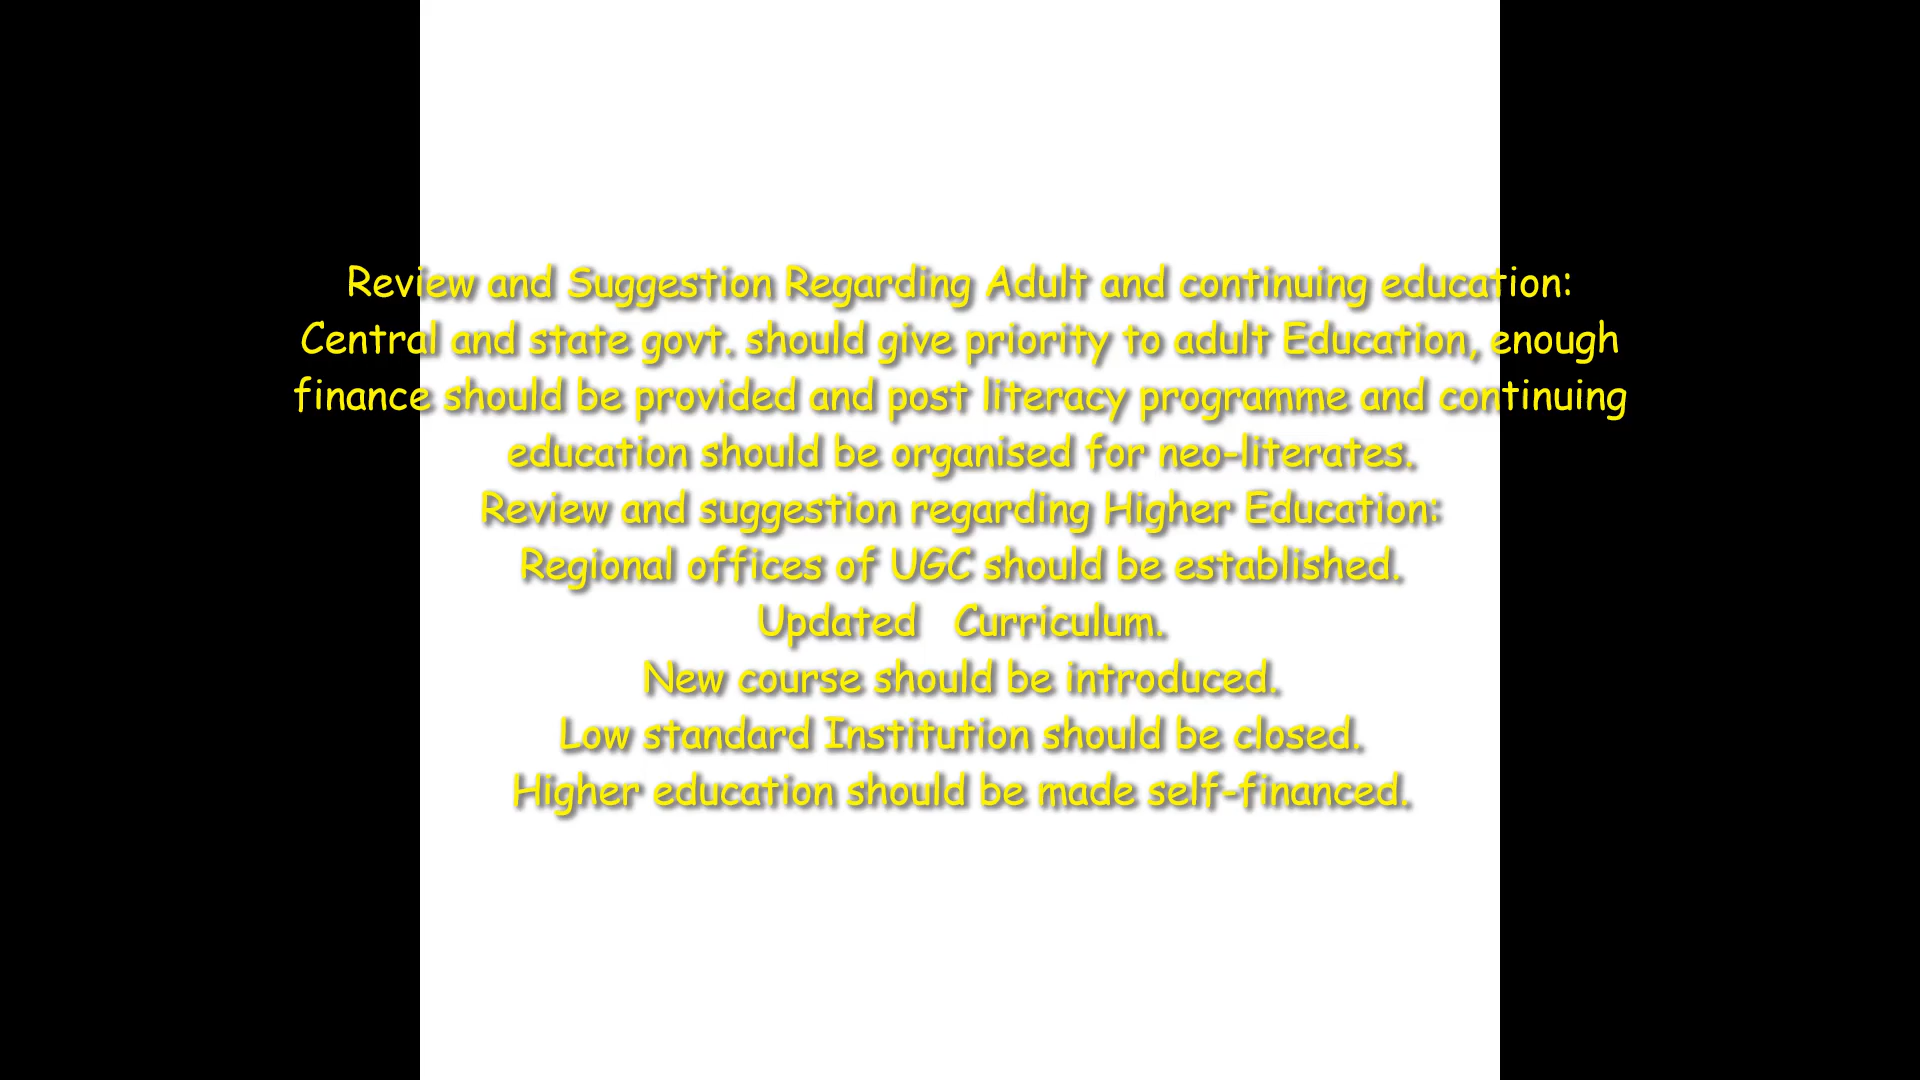 Review and Suggestion Regarding Adult and continuing education:
Central and state govt. should give priority to adult Education, enough
finance should be provided and post literacy programme and continuing
education should be organised for neo-literates.
Review and suggestion regarding Higher Education:
Regional offices of UGC should be established.
Updated   Curriculum.
New course should be introduced.
Low standard Institution should be closed.
Higher education should be made self-financed.